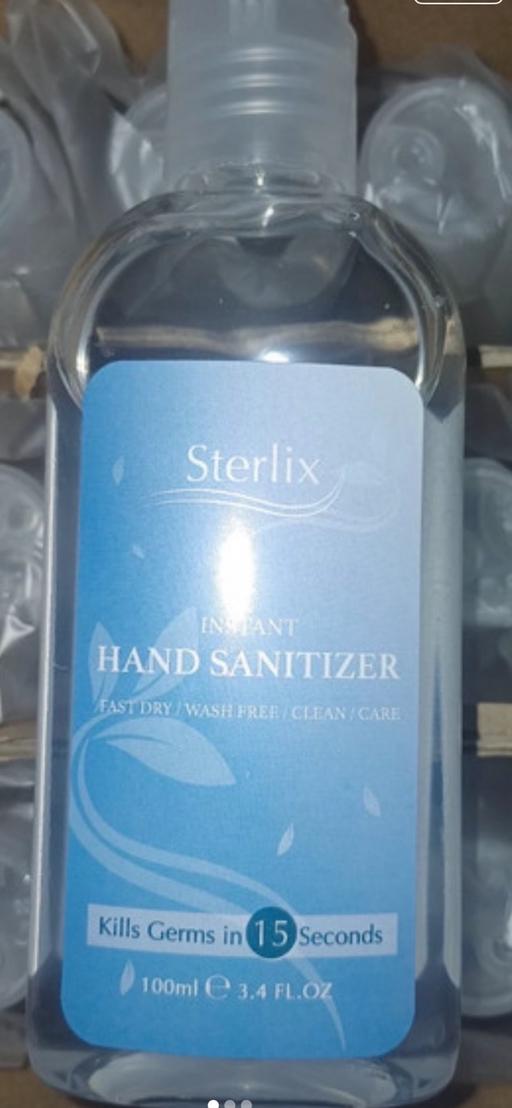 Sterlix
INSTANT
HAND SANITIZER
FAST DRY / WASH FREE / CLEAN / CARE
Kills Germs in 15 Seconds
100ml ℮ 3.4 FL.OZ